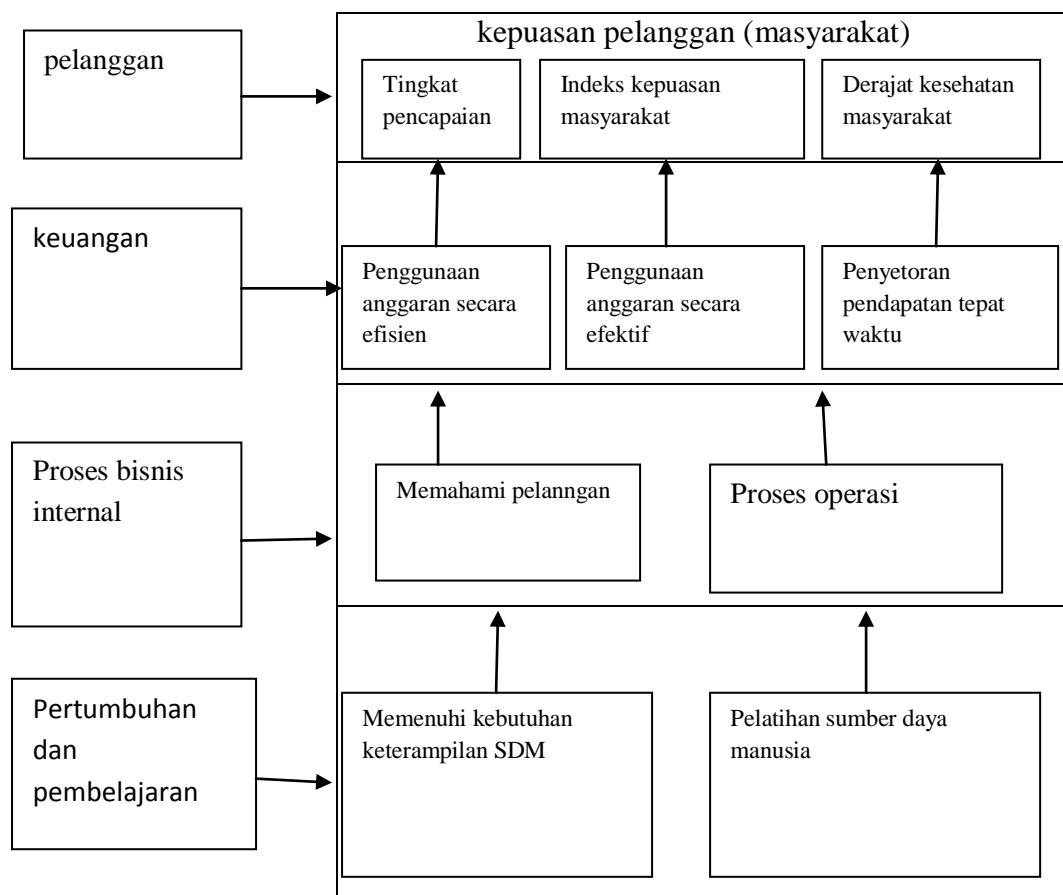 kepuasan pelanggan (masyarakat)
pelanggan
Tingkat
pencapaian
Indeks kepuasan
masyarakat
Derajat kesehatan
masyarakat
keuangan
Penggunaan
anggaran secara
efisien
Penggunaan
anggaran secara
efektif
Penyetoran
pendapatan tepat
waktu
Proses bisnis
internal
Memahami pelanngan
Proses operasi
Pertumbuhan
dan
pembelajaran
Memenuhi kebutuhan
keterampilan SDM
Pelatihan sumber daya
manusia